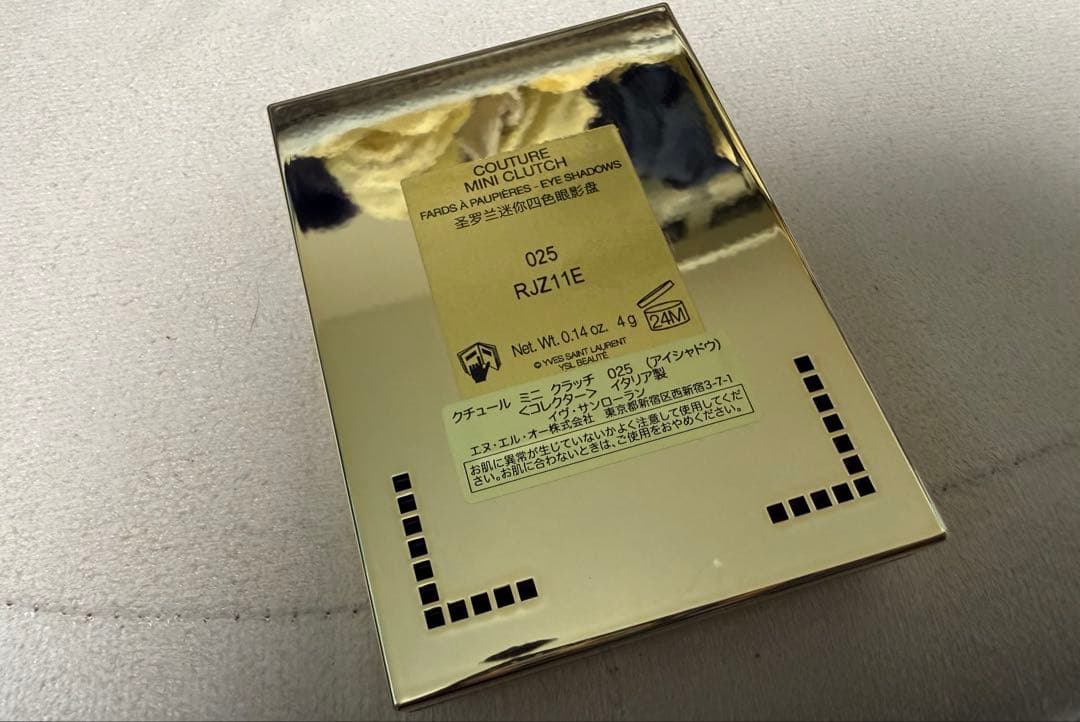 COUTURE
MINI CLUTCH
FARDS À PAUPIÈRES - EYE SHADOWS
圣罗兰迷你四色眼影盘
025
RJZ11E
24M
Net. Wt. 0.14 oz. 4 g
© YVES SAINT LAURENT
YSL BEAUTÉ
クチュール ミニ クラッチ 025 (アイシャドウ)
<コレクター> イタリア製
イヴ・サンローラン
エヌ・エル・オー株式会社 東京都新宿区西新宿3-7-1
お肌に異常が生じていないかよく注意して使用してくだ
さい。お肌に合わないときは、ご使用をおやめください。